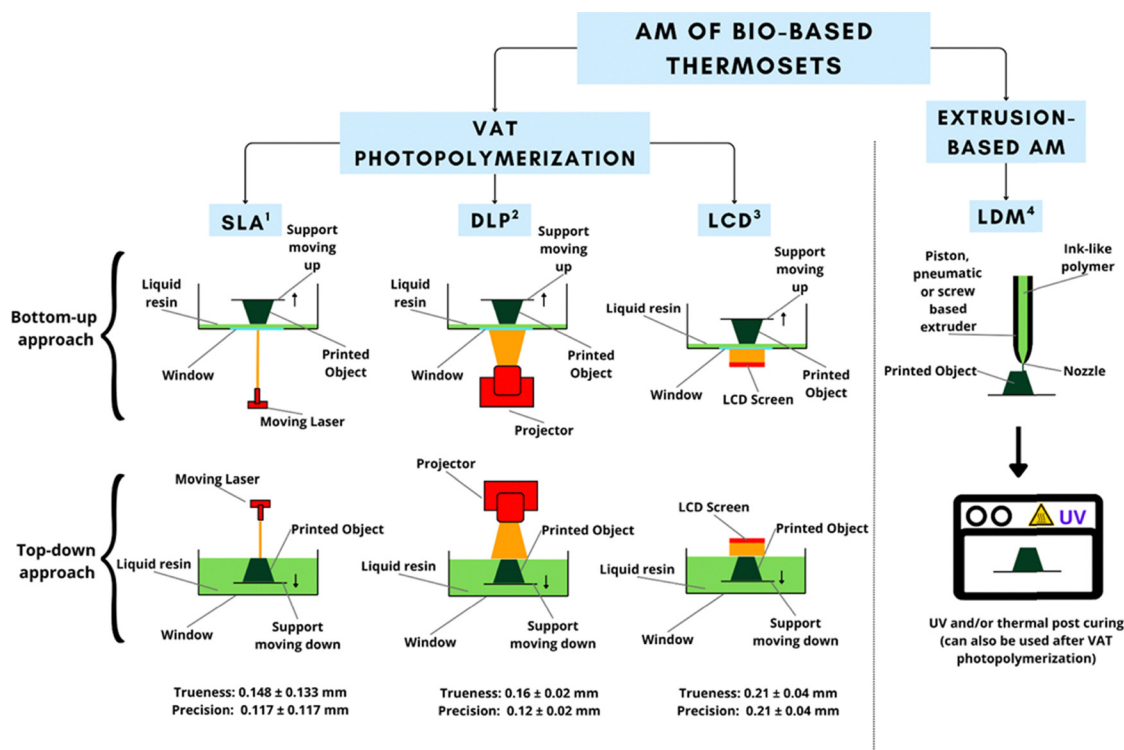 AM OF BIO-BASED
THERMOSETS
VAT
PHOTOPOLYMERIZATION
EXTRUSION-
BASED AM
SLA¹
DLP²
LCD³
LDM⁴
Bottom-up
approach
Support
moving
up
Liquid
resin
Window
Printed
Object
Moving Laser
Support
moving
up
Liquid
resin
Window
Printed
Object
Projector
Support
moving
up
Liquid resin
Window
Printed
Object
LCD Screen
Piston,
pneumatic
or screw
based
extruder
Ink-like
polymer
Printed Object
Nozzle
Top-down
approach
Moving Laser
Printed Object
Liquid resin
Window
Support
moving down
Projector
Printed Object
Liquid resin
Window
Support
moving down
LCD Screen
Printed Object
Liquid resin
Window
Support
moving down
UV
UV and/or thermal post curing
(can also be used after VAT
photopolymerization)
Trueness: 0.148 ± 0.133 mm
Precision: 0.117 ± 0.117 mm
Trueness: 0.16 ± 0.02 mm
Precision: 0.12 ± 0.02 mm
Trueness: 0.21 ± 0.04 mm
Precision: 0.21 ± 0.04 mm